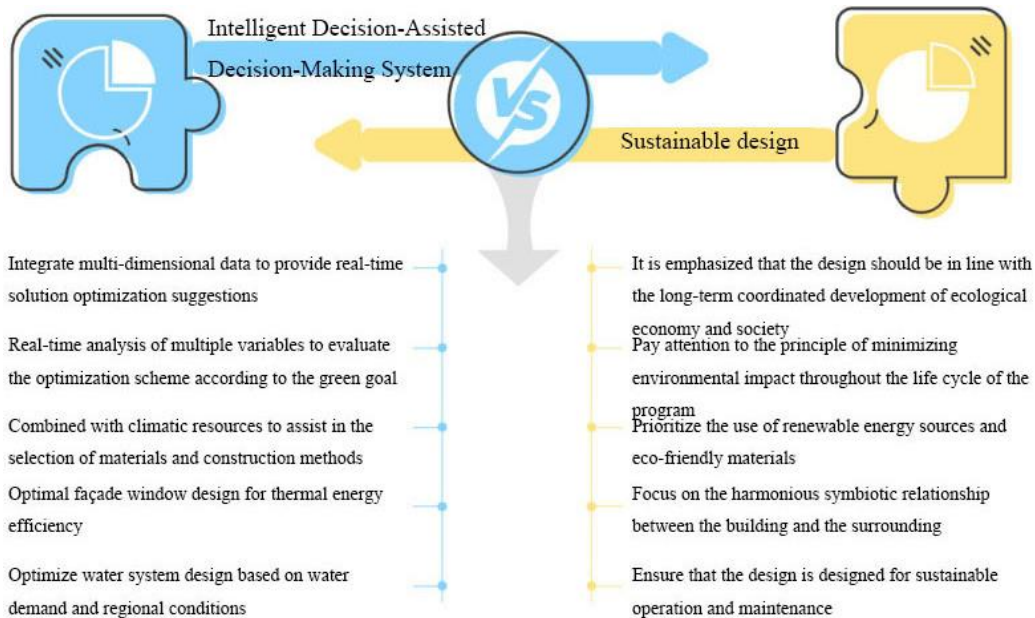 Intelligent Decision-Assisted
Decision-Making System
VS
Sustainable design
Integrate multi-dimensional data to provide real-time
solution optimization suggestions
Real-time analysis of multiple variables to evaluate
the optimization scheme according to the green goal
Combined with climatic resources to assist in the
selection of materials and construction methods
Optimal façade window design for thermal energy
efficiency
Optimize water system design based on water
demand and regional conditions
It is emphasized that the design should be in line with
the long-term coordinated development of ecological
economy and society
Pay attention to the principle of minimizing
environmental impact throughout the life cycle of the
program
Prioritize the use of renewable energy sources and
eco-friendly materials
Focus on the harmonious symbiotic relationship
between the building and the surrounding
Ensure that the design is designed for sustainable
operation and maintenance